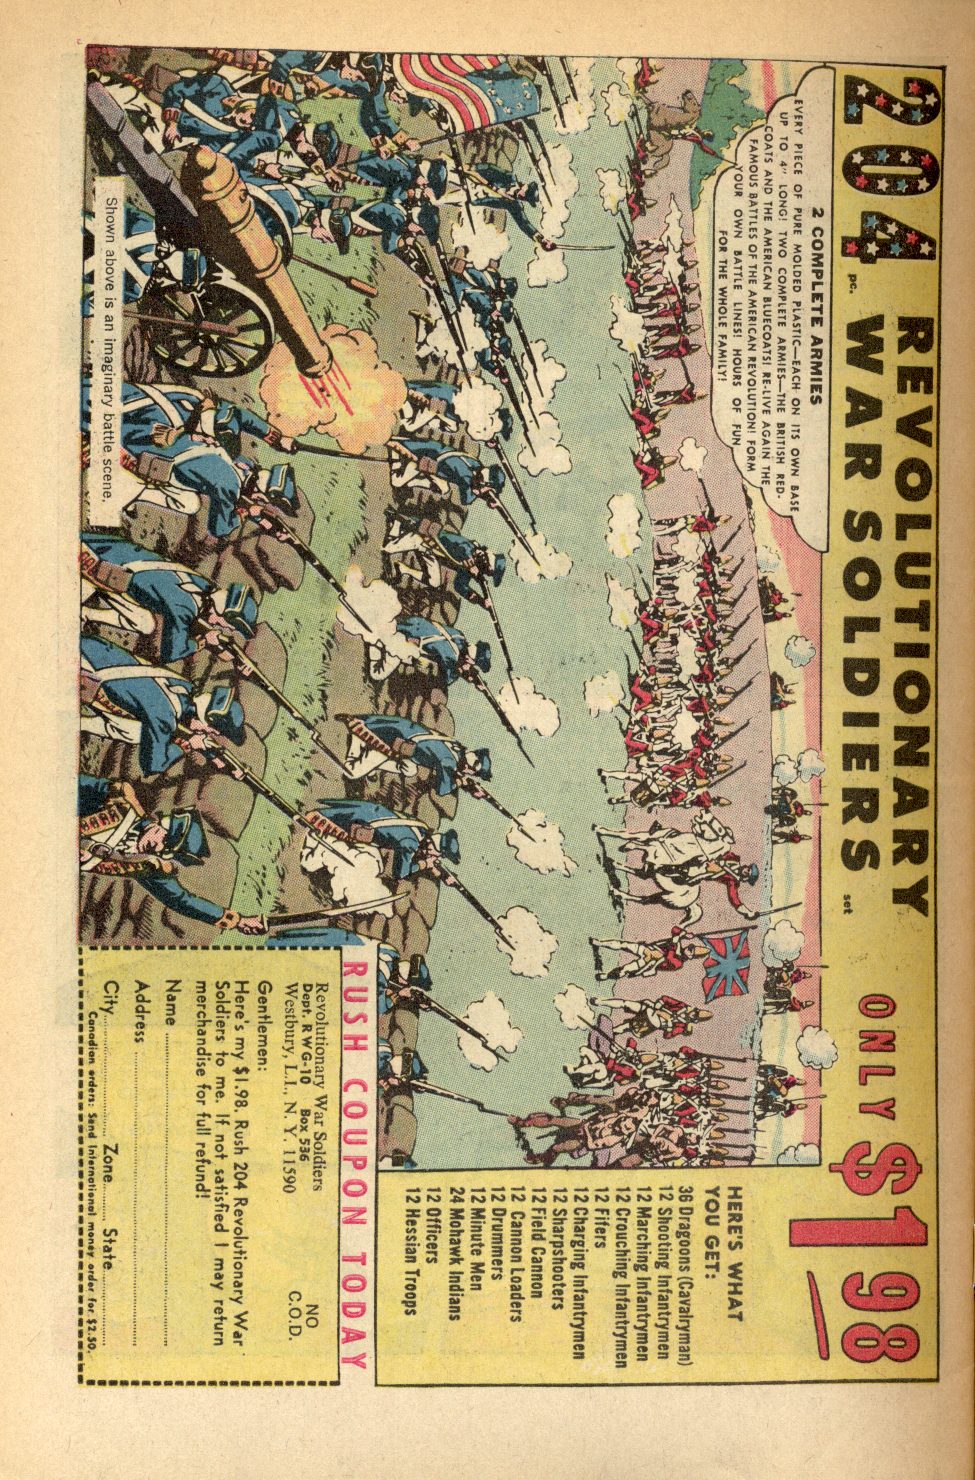 204 REVOLUTIONARY
pc. WAR SOLDIERS set
ONLY $198
2 COMPLETE ARMIES
EVERY PIECE OF PURE MOLDED PLASTIC—EACH ON ITS OWN BASE
UP TO 4" LONG! TWO COMPLETE ARMIES—THE BRITISH RED-
COATS AND THE AMERICAN BLUECOATS! RE-LIVE AGAIN THE
FAMOUS BATTLES OF THE AMERICAN REVOLUTION! FORM
YOUR OWN BATTLE LINES! HOURS OF FUN
FOR THE WHOLE FAMILY!
HERE'S WHAT
YOU GET:
36 Dragoons (Cavalryman)
12 Shooting Infantrymen
12 Marching Infantrymen
12 Crouching Infantrymen
12 Fifers
12 Charging Infantrymen
12 Sharpshooters
12 Field Cannon
12 Cannon Loaders
12 Drummers
12 Minute Men
24 Mohawk Indians
12 Officers
12 Hessian Troops
Shown above is an imaginary battle scene.
RUSH COUPON TODAY
Revolutionary War Soldiers
Dept. RWG-10 Box 536
Westbury, L.I., N.Y. 11590
NO
C.O.D.
Gentlemen:
Here's my $1.98. Rush 204 Revolutionary War
Soldiers to me. If not satisfied I may return
merchandise for full refund!
Name
Address
City Zone State
Canadian orders: Send International money order for $2.50.